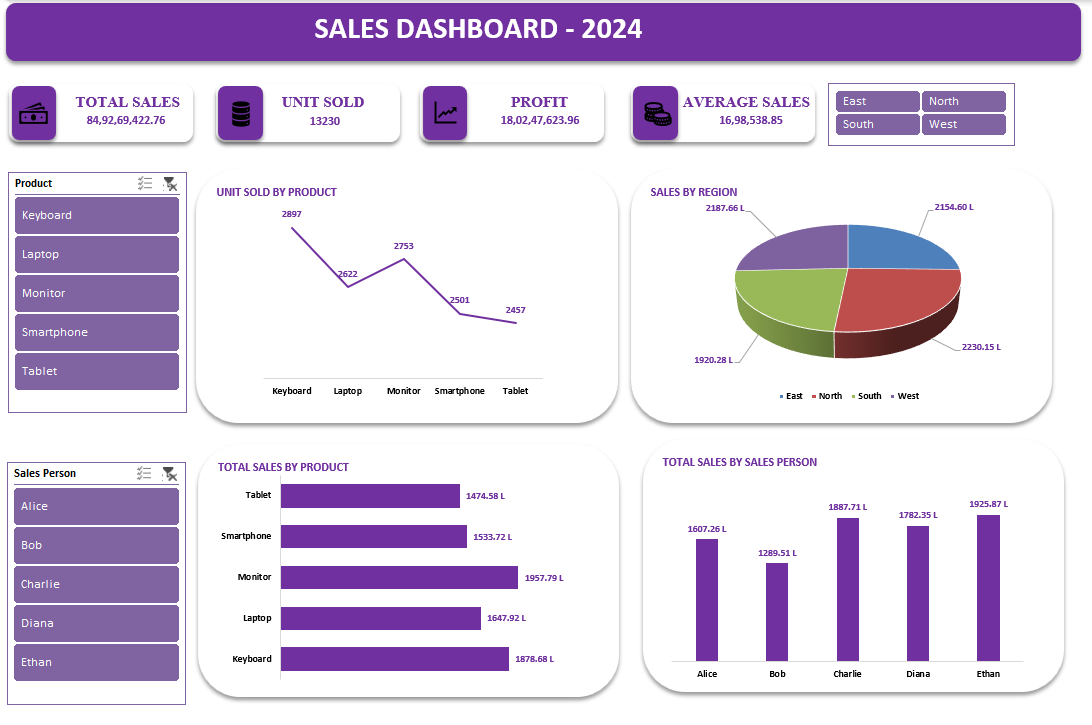 SALES DASHBOARD - 2024
TOTAL SALES
84,92,69,422.76
UNIT SOLD
13230
PROFIT
18,02,47,623.96
AVERAGE SALES
16,98,538.85
East
North
South
West
Product
Keyboard
Laptop
Monitor
Smartphone
Tablet
UNIT SOLD BY PRODUCT
2897
2622
2753
2501
2457
Keyboard Laptop Monitor Smartphone Tablet
SALES BY REGION
2187.66 L
2154.60 L
1920.28 L
2230.15 L
East North South West
Sales Person
Alice
Bob
Charlie
Diana
Ethan
TOTAL SALES BY PRODUCT
Tablet 1474.58 L
Smartphone 1533.72 L
Monitor 1957.79 L
Laptop 1647.92 L
Keyboard 1878.68 L
TOTAL SALES BY SALES PERSON
1607.26 L
1289.51 L
1887.71 L
1782.35 L
1925.87 L
Alice Bob Charlie Diana Ethan